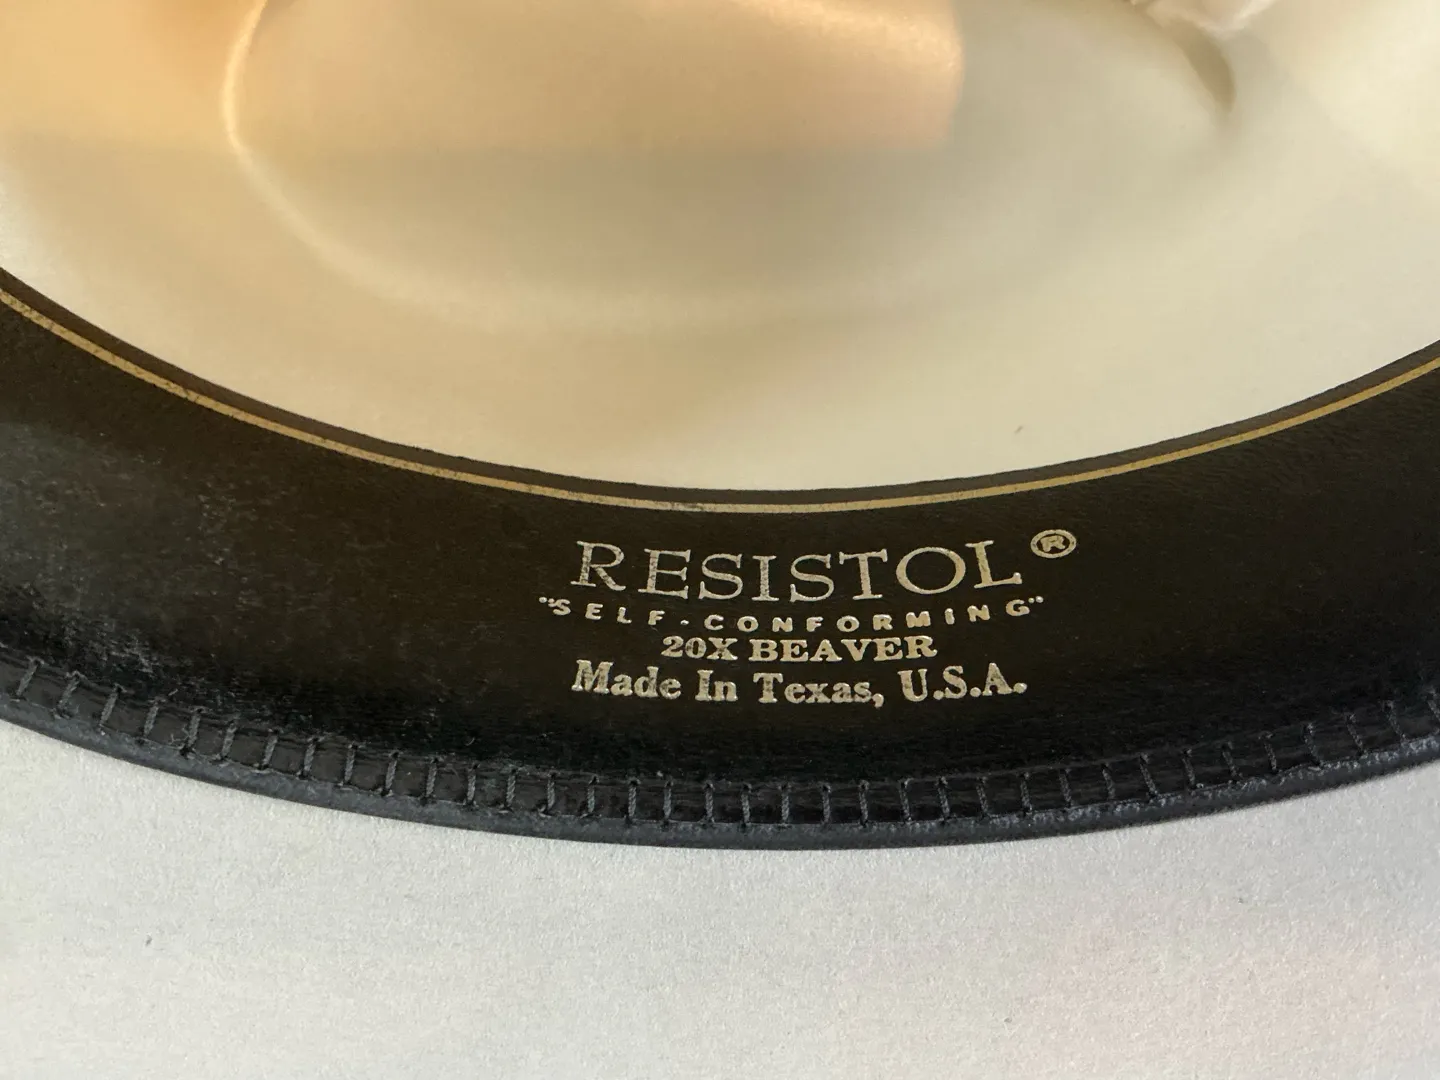 RESISTOL®
"SELF-CONFORMING"
20X BEAVER
Made In Texas, U.S.A.